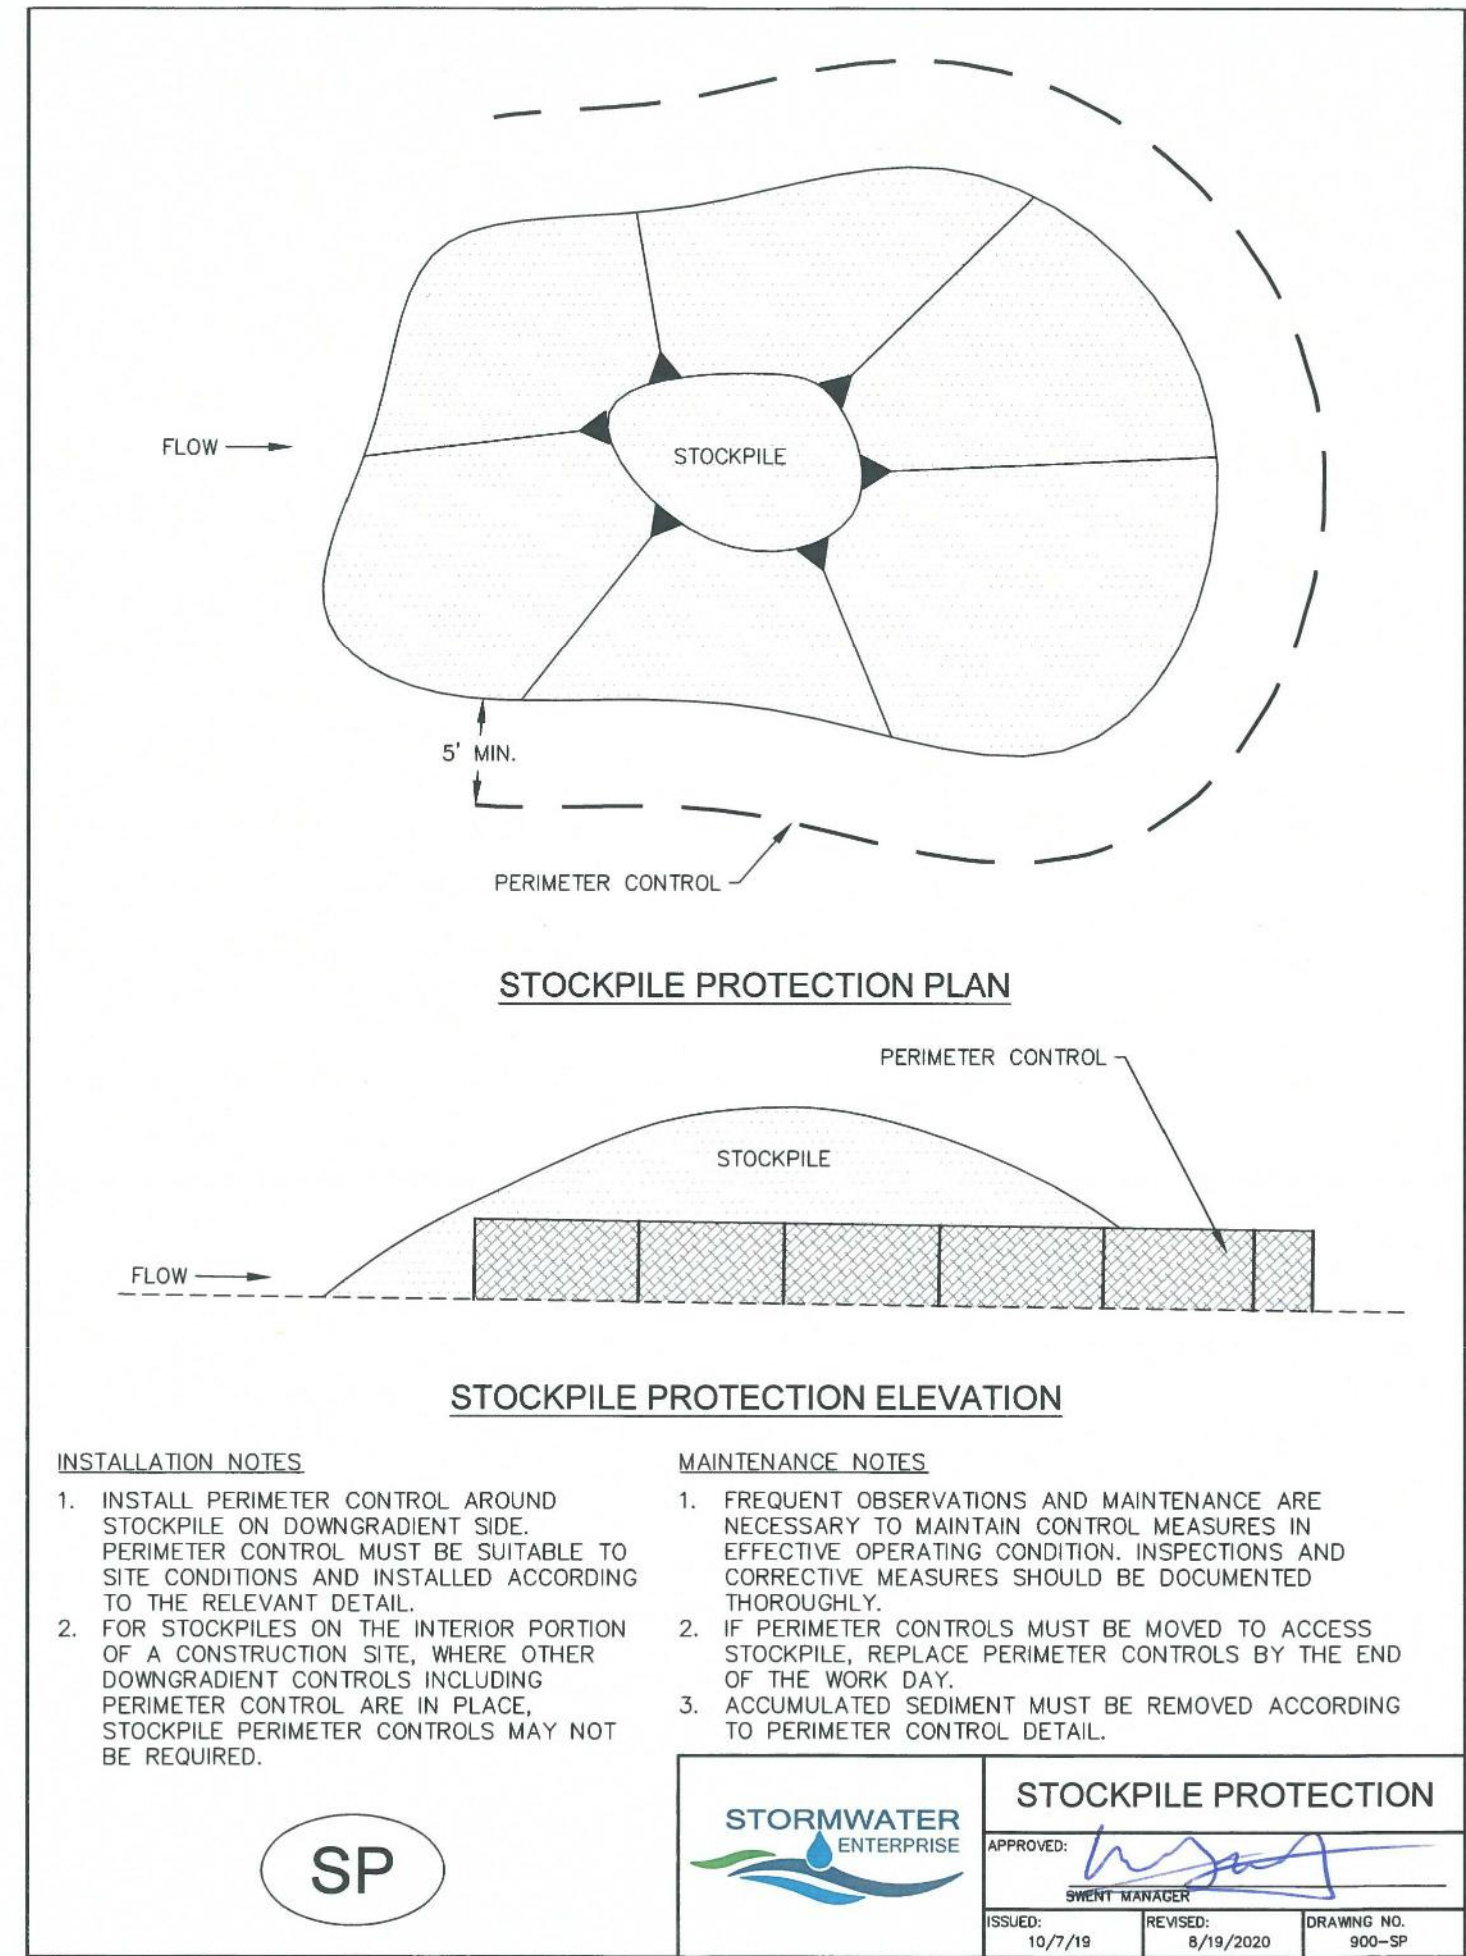 FLOW
STOCKPILE
5' MIN.
PERIMETER CONTROL
STOCKPILE PROTECTION PLAN
PERIMETER CONTROL
STOCKPILE
FLOW
STOCKPILE PROTECTION ELEVATION
INSTALLATION NOTES
1. INSTALL PERIMETER CONTROL AROUND
STOCKPILE ON DOWNGRADIENT SIDE.
PERIMETER CONTROL MUST BE SUITABLE TO
SITE CONDITIONS AND INSTALLED ACCORDING
TO THE RELEVANT DETAIL.
2. FOR STOCKPILES ON THE INTERIOR PORTION
OF A CONSTRUCTION SITE, WHERE OTHER
DOWNGRADIENT CONTROLS INCLUDING
PERIMETER CONTROL ARE IN PLACE,
STOCKPILE PERIMETER CONTROLS MAY NOT
BE REQUIRED.
MAINTENANCE NOTES
1. FREQUENT OBSERVATIONS AND MAINTENANCE ARE
NECESSARY TO MAINTAIN CONTROL MEASURES IN
EFFECTIVE OPERATING CONDITION. INSPECTIONS AND
CORRECTIVE MEASURES SHOULD BE DOCUMENTED
THOROUGHLY.
2. IF PERIMETER CONTROLS MUST BE MOVED TO ACCESS
STOCKPILE, REPLACE PERIMETER CONTROLS BY THE END
OF THE WORK DAY.
3. ACCUMULATED SEDIMENT MUST BE REMOVED ACCORDING
TO PERIMETER CONTROL DETAIL.
SP
STORMWATER
ENTERPRISE
STOCKPILE PROTECTION
APPROVED:
SWENT MANAGER
ISSUED:
10/7/19
REVISED:
8/19/2020
DRAWING NO.
900-SP